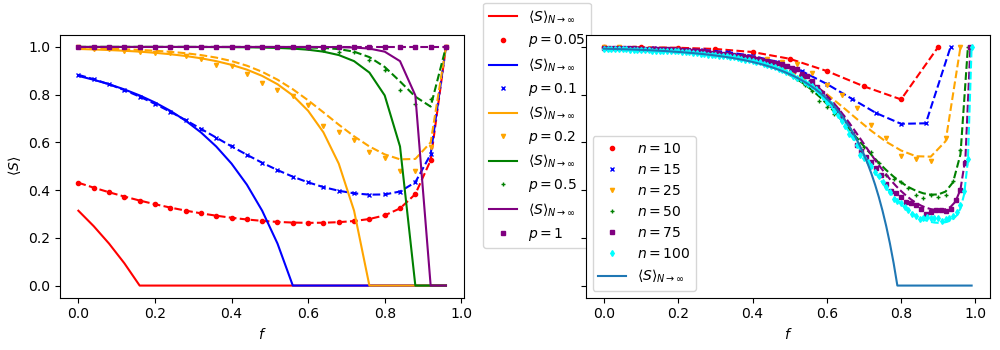 ⟨S⟩
1.0
0.8
0.6
0.4
0.2
0.0
0.0 0.2 0.4 0.6 0.8 1.0
f
⟨S⟩N→∞
p = 0.05
⟨S⟩N→∞
p = 0.1
⟨S⟩N→∞
p = 0.2
⟨S⟩N→∞
p = 0.5
⟨S⟩N→∞
p = 1
n = 10
n = 15
n = 25
n = 50
n = 75
n = 100
⟨S⟩N→∞
0.0 0.2 0.4 0.6 0.8 1.0
f